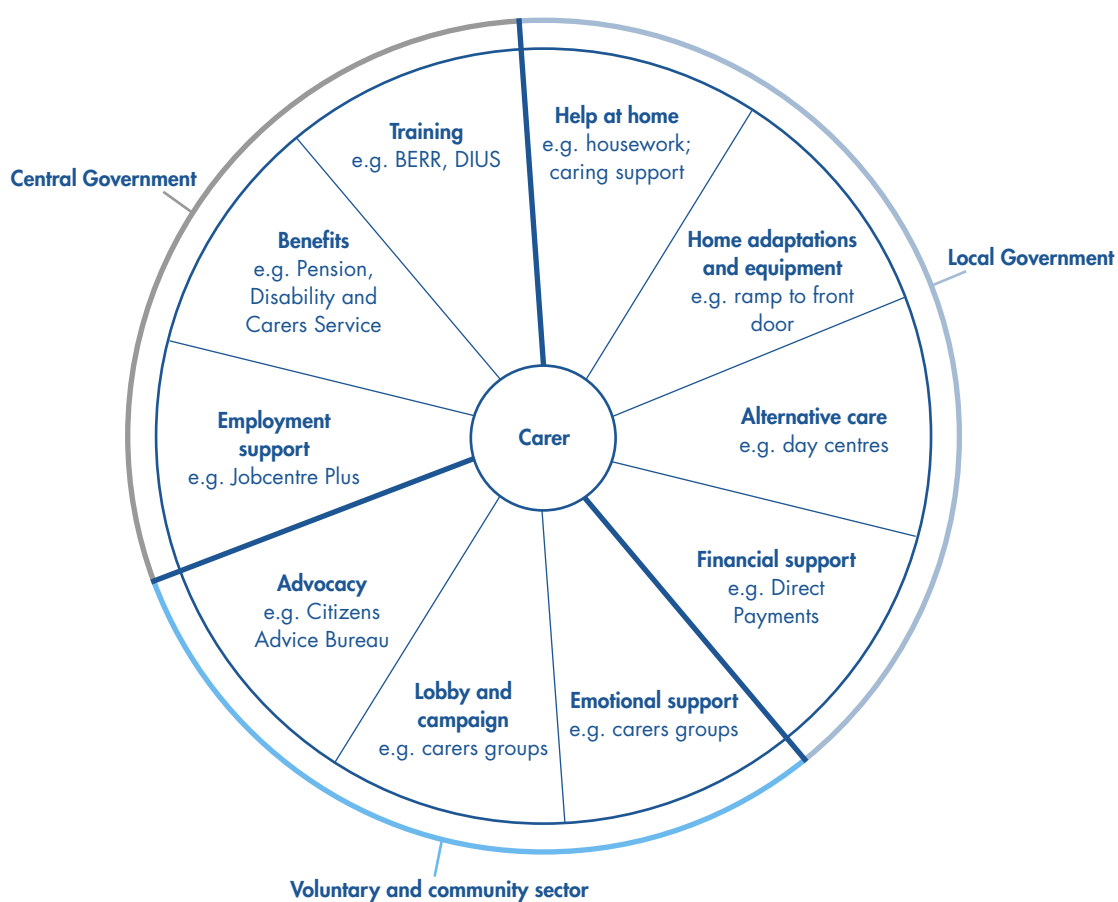 Training
e.g. BERR, DIUS
Help at home
e.g. housework;
caring support
Central Government
Benefits
e.g. Pension,
Disability and
Carers Service
Home adaptations
and equipment
e.g. ramp to front
door
Local Government
Employment
support
e.g. Jobcentre Plus
Carer
Alternative care
e.g. day centres
Financial support
e.g. Direct
Payments
Advocacy
e.g. Citizens
Advice Bureau
Lobby and
campaign
e.g. carers groups
Emotional support
e.g. carers groups
Voluntary and community sector